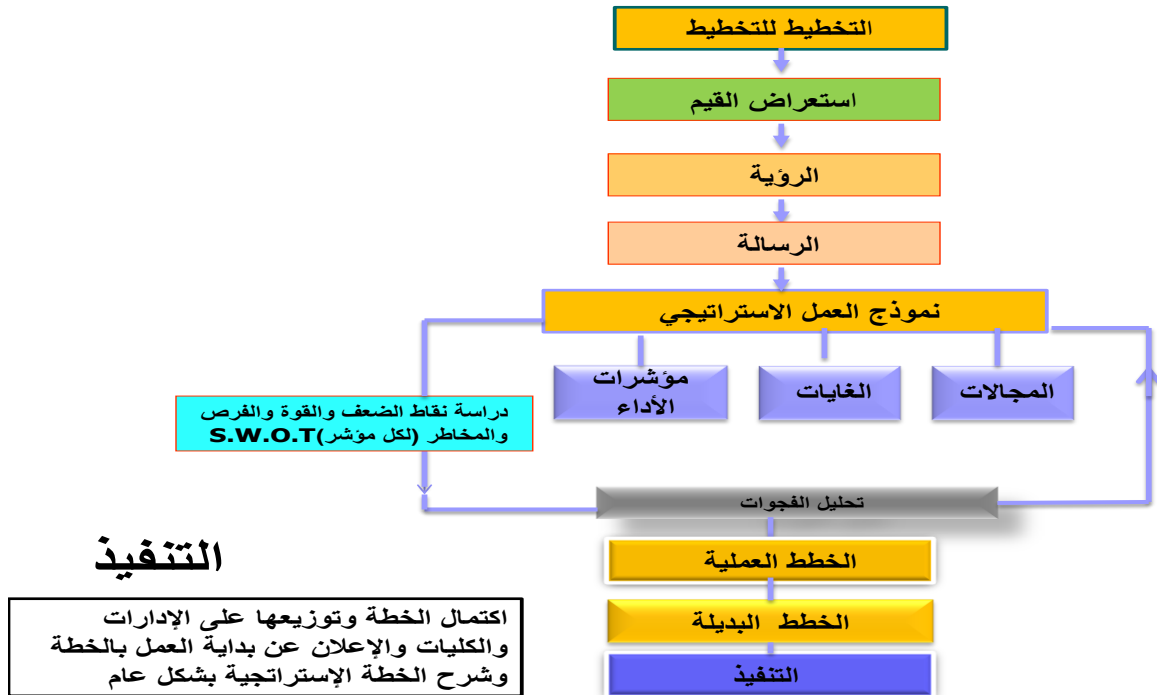 التخطيط للتخطيط
استعراض القيم
الرؤية
الرسالة
نموذج العمل الاستراتيجي
المجالات
الغايات
مؤشرات
الأداء
دراسة نقاط الضعف والقوة والفرص
والمخاطر (لكل مؤشر)S.W.O.T
تحليل الفجوات
الخطط العملية
الخطط البديلة
التنفيذ
التنفيذ
اكتمال الخطة وتوزيعها على الإدارات
والكليات والإعلان عن بداية العمل بالخطة
وشرح الخطة الإستراتجية بشكل عام